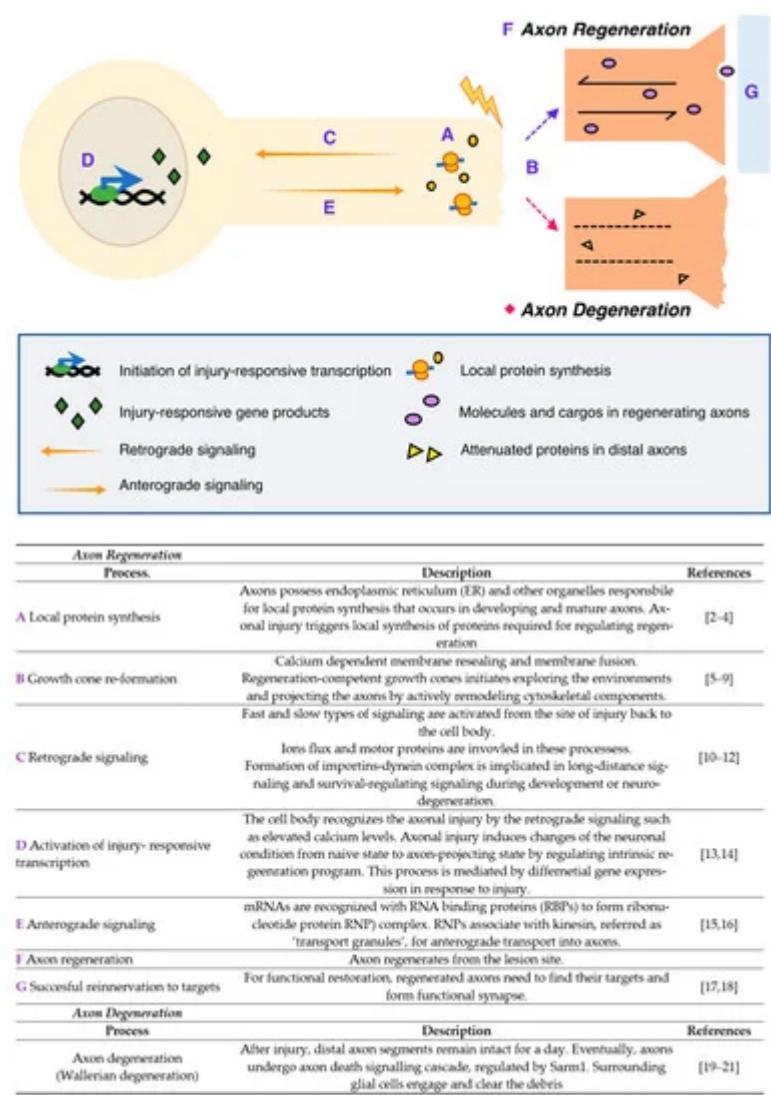 F Axon Regeneration
G
C
A
D
B
E
Axon Degeneration
Initiation of injury-responsive transcription
Local protein synthesis
Injury-responsive gene products
Molecules and cargos in regenerating axons
Retrograde signaling
Attenuated proteins in distal axons
Anterograde signaling
Axon Regeneration
Process. Description References
A Local protein synthesis
Axons possess endoplasmic reticulum (ER) and other organelles responsbile
for local protein synthesis that occurs in developing and mature axons. Ax-
onal injury triggers local synthesis of proteins required for regulating regen-
eration
[2–4]
B Growth cone re-formation
Calcium dependent membrane resealing and membrane fusion.
Regeneration-competent growth cones initiates exploring the environments
and projecting the axons by actively remodeling cytoskeletal components.
[5–9]
C Retrograde signaling
Fast and slow types of signaling are activated from the site of injury back to
the cell body.
Ions flux and motor proteins are invovled in these processess.
Formation of importins-dynein complex is implicated in long-distance sig-
naling and survival-regulating signaling during development or neuro-
degeneration.
[10–12]
D Activation of injury- responsive
transcription
The cell body recognizes the axonal injury by the retrograde signaling such
as elevated calcium levels. Axonal injury induces changes of the neuronal
condition from naive state to axon-projecting state by regulating intrinsic re-
geenration program. This process is mediated by differnetial gene expres-
sion in response to injury.
[13,14]
E Anterograde signaling
mRNAs are recognized with RNA binding proteins (RBPs) to form ribonu-
cleotide protein RNP) complex. RNPs associate with kinesin, referred as
‘transport granules’, for anterograde transport into axons.
[15,16]
F Axon regeneration
Axon regenerates from the lesion site.
G Succesful reinnervation to targets
For functional restoration, regenerated axons need to find their targets and
form functional synapse.
[17,18]
Axon Degeneration
Process Description References
Axon degeneration
(Wallerian degeneration)
After injury, distal axon segments remain intact for a day. Eventually, axons
undergo axon death signalling cascade, regulated by Sarm1. Surrounding
glial cells engage and clear the debris
[19–21]